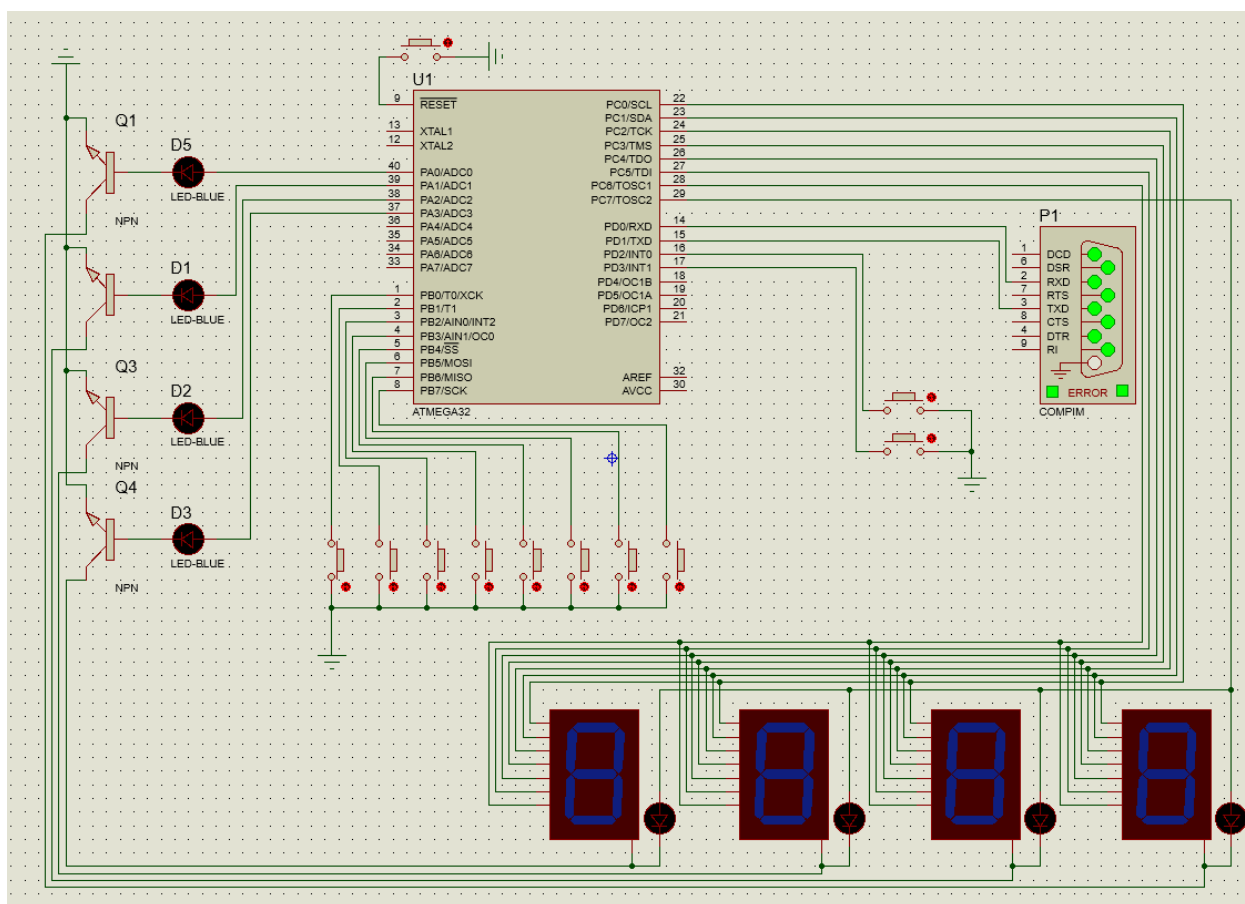 U1
9 RESET
13 XTAL1
12 XTAL2
40 PA0/ADC0
39 PA1/ADC1
38 PA2/ADC2
37 PA3/ADC3
36 PA4/ADC4
35 PA5/ADC5
34 PA6/ADC6
33 PA7/ADC7
1 PB0/T0/XCK
2 PB1/T1
3 PB2/AIN0/INT2
4 PB3/AIN1/OC0
5 PB4/SS
6 PB5/MOSI
7 PB6/MISO
8 PB7/SCK
PC0/SCL 22
PC1/SDA 23
PC2/TCK 24
PC3/TMS 25
PC4/TDO 26
PC5/TDI 27
PC6/TOSC1 28
PC7/TOSC2 29
PD0/RXD 14
PD1/TXD 15
PD2/INT0 16
PD3/INT1 17
PD4/OC1B 18
PD5/OC1A 19
PD6/ICP1 20
PD7/OC2 21
AREF 32
AVCC 30
ATMEGA32
Q1
NPN
D5
LED-BLUE
D1
LED-BLUE
Q3
NPN
D2
LED-BLUE
Q4
NPN
D3
LED-BLUE
P1
1 DCD
6 DSR
2 RXD
7 RTS
3 TXD
8 CTS
4 DTR
9 RI
ERROR
COMPIM